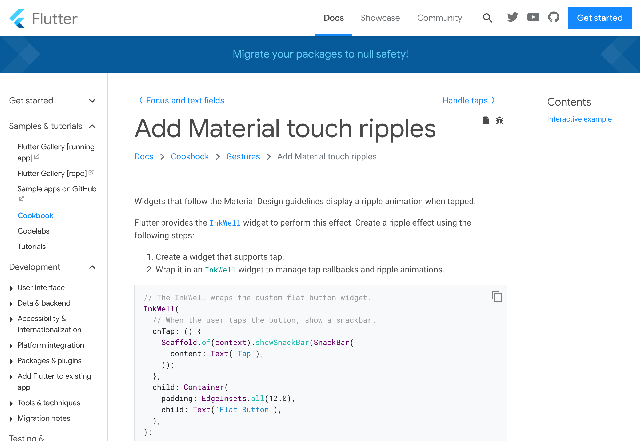 Flutter
Docs
Showcase
Community
Get started
Migrate your packages to null safety!
Get started
Samples & tutorials
Flutter Gallery [running app]
Flutter Gallery [repo]
Sample apps on GitHub
Cookbook
Codelabs
Tutorials
Development
User interface
Data & backend
Accessibility & internationalization
Platform integration
Packages & plugins
Add Flutter to existing app
Tools & techniques
Migration notes
Testing &
Focus and text fields
Handle taps
Add Material touch ripples
Docs > Cookbook > Gestures > Add Material touch ripples
Widgets that follow the Material Design guidelines display a ripple animation when tapped.
Flutter provides the InkWell widget to perform this effect. Create a ripple effect using the
following steps:
1. Create a widget that supports tap.
2. Wrap it in an InkWell widget to manage tap callbacks and ripple animations.
// The InkWell wraps the custom flat button widget.
InkWell(
// When the user taps the button, show a snackbar.
onTap: () {
Scaffold.of(context).showSnackBar(SnackBar(
content: Text('Tap'),
));
},
child: Container(
padding: EdgeInsets.all(12.0),
child: Text('Flat Button'),
),
);
Contents
Interactive example